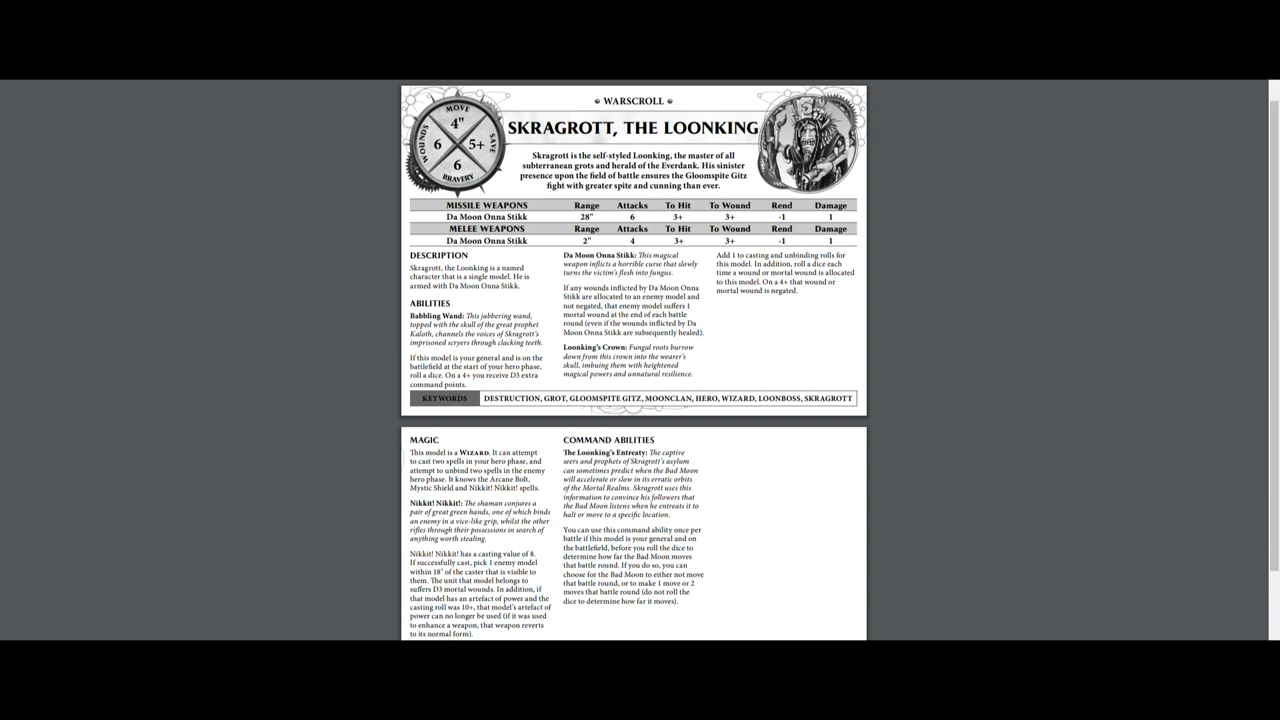 WARSCROLL
SKRAGROTT, THE LOONKING
MOVE
4"
WOUNDS
6
5+
SAVE
6
BRAVERY
Skragrott is the self-styled Loonking, the master of all
subterranean grots and herald of the Everdank. His sinister
presence upon the field of battle ensures the Gloomspite Gitz
fight with greater spite and cunning than ever.
MISSILE WEAPONS Range Attacks To Hit To Wound Rend Damage
Da Moon Onna Stikk 28" 6 3+ 3+ -1 1
MELEE WEAPONS Range Attacks To Hit To Wound Rend Damage
Da Moon Onna Stikk 2" 4 3+ 3+ -1 1
DESCRIPTION
Skragrott, the Loonking is a named
character that is a single model. He is
armed with Da Moon Onna Stikk.
ABILITIES
Babbling Wand: This jabbering wand,
topped with the skull of the great prophet
Kaloth, channels the voices of Skragrott's
imprisoned scryers through clacking teeth.
If this model is your general and is on the
battlefield at the start of your hero phase,
roll a dice. On a 4+ you receive D3 extra
command points.
Da Moon Onna Stikk: This magical
weapon inflicts a horrible curse that slowly
turns the victim's flesh into fungus.
If any wounds inflicted by Da Moon Onna
Stikk are allocated to an enemy model and
not negated, that enemy model suffers 1
mortal wound at the end of each battle
round (even if the wounds inflicted by Da
Moon Onna Stikk are subsequently healed).
Loonking's Crown: Fungal roots burrow
down from this crown into the wearer's
skull, imbuing them with heightened
magical powers and unnatural resilience.
Add 1 to casting and unbinding rolls for
this model. In addition, roll a dice each
time a wound or mortal wound is allocated
to this model. On a 4+ that wound or
mortal wound is negated.
KEYWORDS DESTRUCTION, GROT, GLOOMSPITE GITZ, MOONCLAN, HERO, WIZARD, LOONBOSS, SKRAGROTT
MAGIC
This model is a WIZARD. It can attempt
to cast two spells in your hero phase, and
attempt to unbind two spells in the enemy
hero phase. It knows the Arcane Bolt,
Mystic Shield and Nikkit! Nikkit! spells.
Nikkit! Nikkit!: The shaman conjures a
pair of great green hands, one of which binds
an enemy in a vice-like grip, whilst the other
rifles through their possessions in search of
anything worth stealing.
Nikkit! Nikkit! has a casting value of 8.
If successfully cast, pick 1 enemy model
within 18" of the caster that is visible to
them. The unit that model belongs to
suffers D3 mortal wounds. In addition, if
that model has an artefact of power and the
casting roll was 10+, that model's artefact of
power can no longer be used (if it was used
to enhance a weapon, that weapon reverts
to its normal form).
COMMAND ABILITIES
The Loonking's Entreaty: The captive
seers and prophets of Skragrott's asylum
can sometimes predict when the Bad Moon
will accelerate or slow in its erratic orbits
of the Mortal Realms. Skragrott uses this
information to convince his followers that
the Bad Moon listens when he entreats it to
halt or move to a specific location.
You can use this command ability once per
battle if this model is your general and on
the battlefield, before you roll the dice to
determine how far the Bad Moon moves
that battle round. If you do so, you can
choose for the Bad Moon to either not move
that battle round, or to make 1 move or 2
moves that battle round (do not roll the
dice to determine how far it moves).